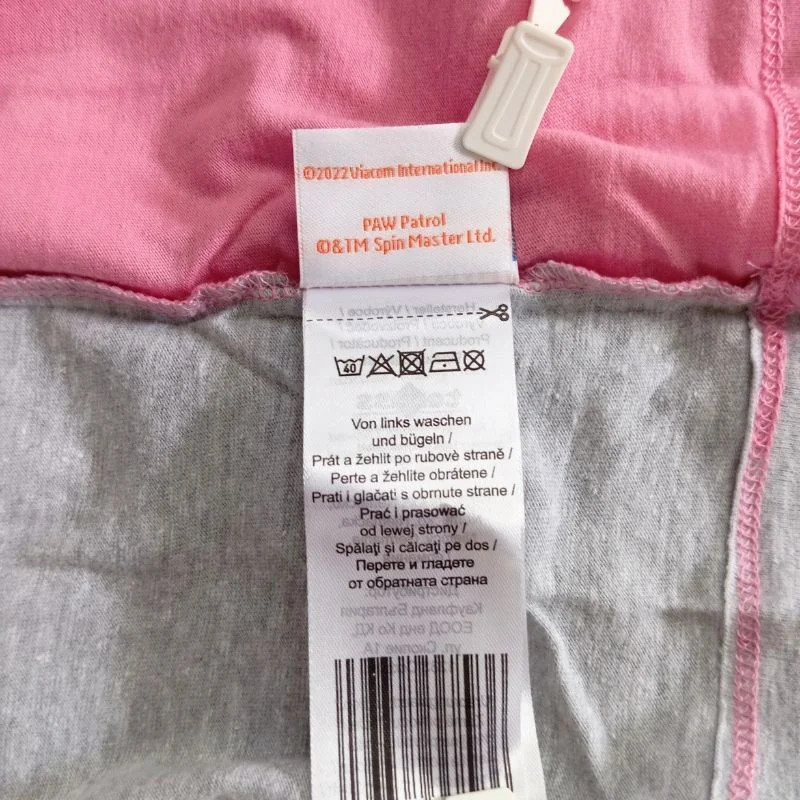 ©2022 Viacom International Inc
PAW Patrol
©&TM Spin Master Ltd.
40
Von links waschen
und bügeln /
Prát a žehlit po rubovè straně /
Perte a žehlite obrátene /
Prati i glačati s obrnute strane /
Prać i prasować
od lewej strony /
Spălaţi şi călcaţi pe dos /
Перете и гладете
от обратната страна